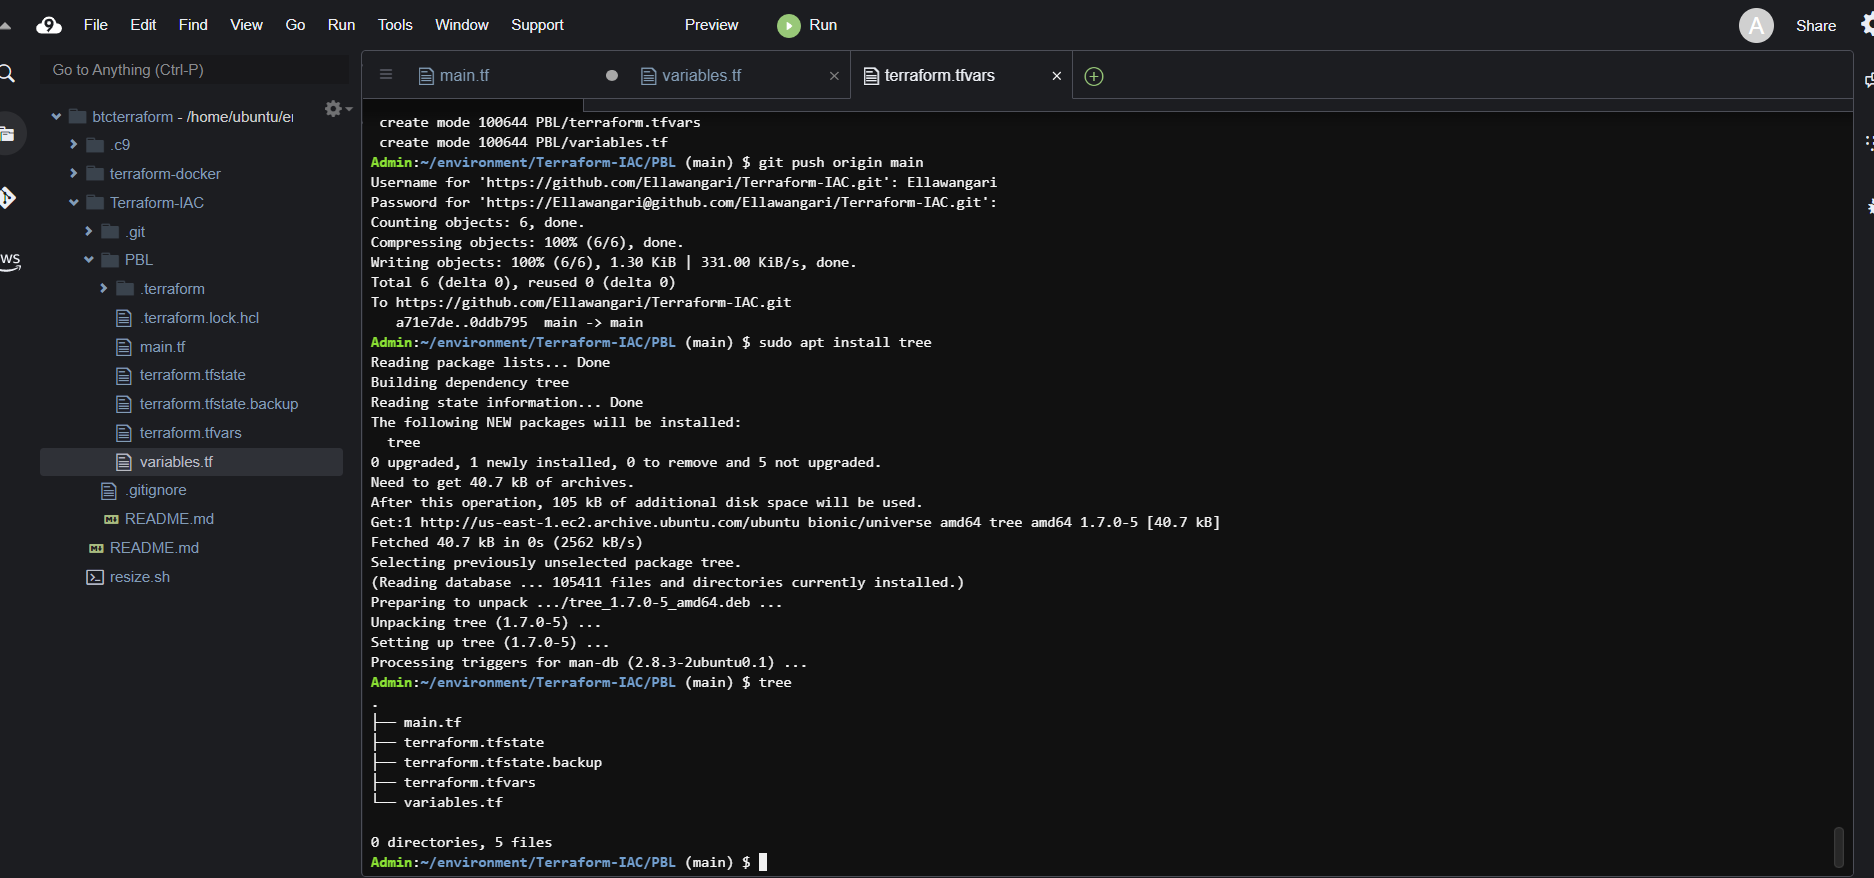 File Edit Find View Go Run Tools Window Support Preview Run A Share
Go to Anything (Ctrl-P)
main.tf variables.tf terraform.tfvars
btcterraform - /home/ubuntu/e
.c9
terraform-docker
Terraform-IAC
.git
PBL
.terraform
.terraform.lock.hcl
main.tf
terraform.tfstate
terraform.tfstate.backup
terraform.tfvars
variables.tf
.gitignore
README.md
README.md
resize.sh
ws
create mode 100644 PBL/terraform.tfvars
create mode 100644 PBL/variables.tf
Admin:~/environment/Terraform-IAC/PBL (main) $ git push origin main
Username for 'https://github.com/Ellawangari/Terraform-IAC.git': Ellawangari
Password for 'https://Ellawangari@github.com/Ellawangari/Terraform-IAC.git':
Counting objects: 6, done.
Compressing objects: 100% (6/6), done.
Writing objects: 100% (6/6), 1.30 KiB | 331.00 KiB/s, done.
Total 6 (delta 0), reused 0 (delta 0)
To https://github.com/Ellawangari/Terraform-IAC.git
a71e7de..0ddb795 main -> main
Admin:~/environment/Terraform-IAC/PBL (main) $ sudo apt install tree
Reading package lists... Done
Building dependency tree
Reading state information... Done
The following NEW packages will be installed:
tree
0 upgraded, 1 newly installed, 0 to remove and 5 not upgraded.
Need to get 40.7 kB of archives.
After this operation, 105 kB of additional disk space will be used.
Get:1 http://us-east-1.ec2.archive.ubuntu.com/ubuntu bionic/universe amd64 tree amd64 1.7.0-5 [40.7 kB]
Fetched 40.7 kB in 0s (2562 kB/s)
Selecting previously unselected package tree.
(Reading database ... 105411 files and directories currently installed.)
Preparing to unpack .../tree_1.7.0-5_amd64.deb ...
Unpacking tree (1.7.0-5) ...
Setting up tree (1.7.0-5) ...
Processing triggers for man-db (2.8.3-2ubuntu0.1) ...
Admin:~/environment/Terraform-IAC/PBL (main) $ tree
.
├── main.tf
├── terraform.tfstate
├── terraform.tfstate.backup
├── terraform.tfvars
└── variables.tf
0 directories, 5 files
Admin:~/environment/Terraform-IAC/PBL (main) $